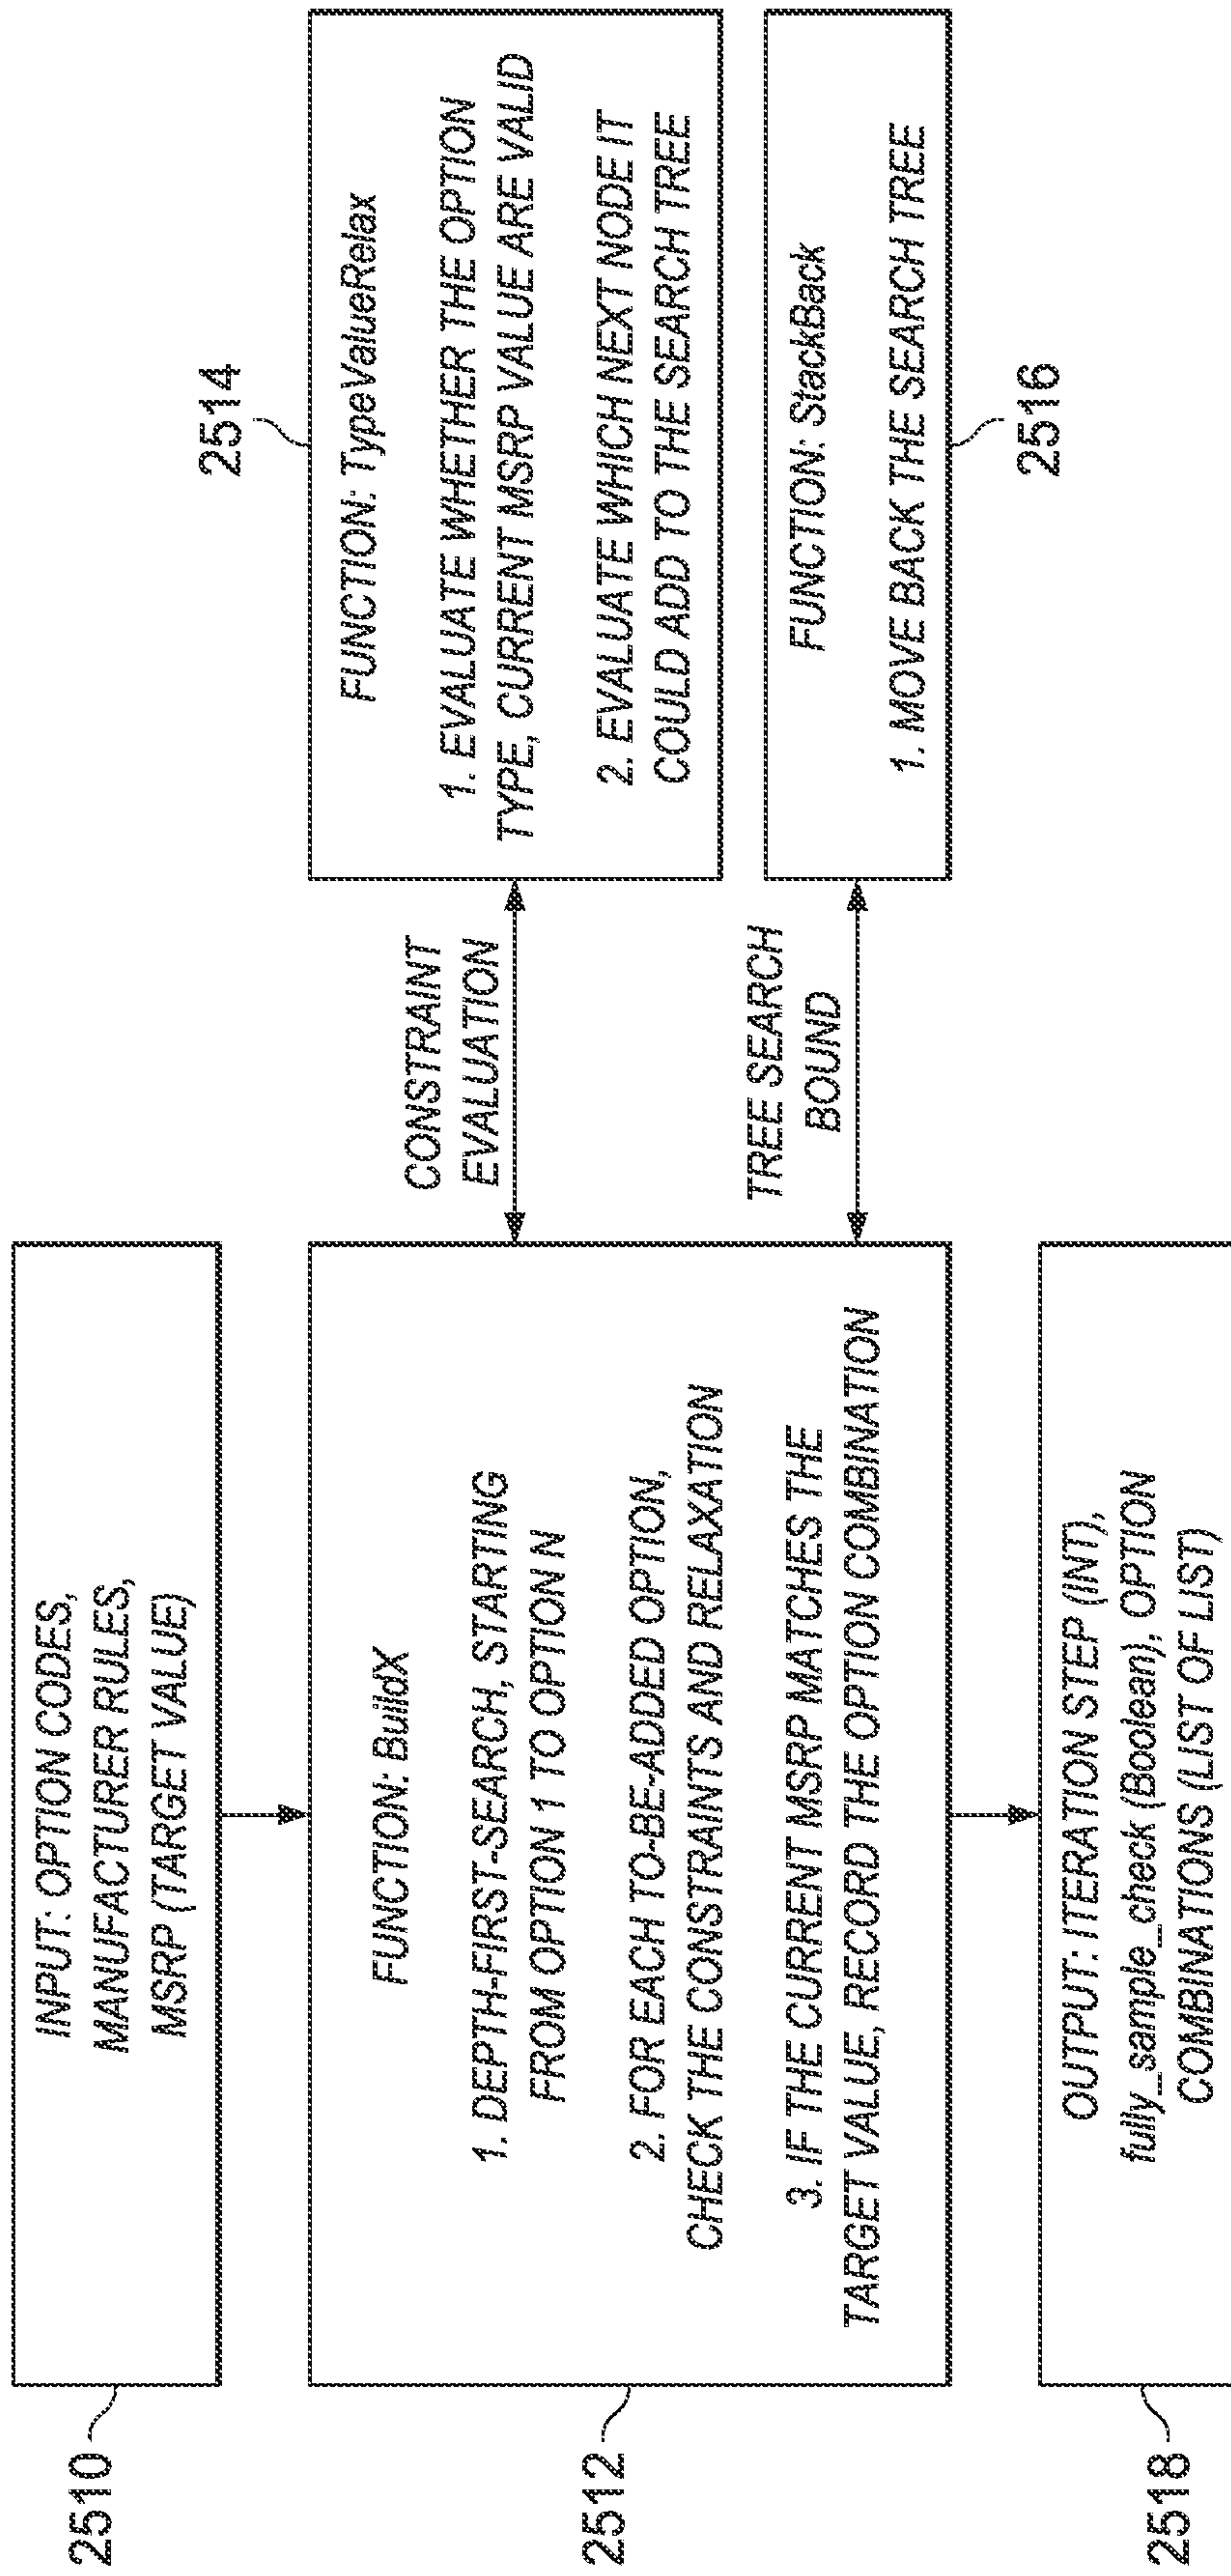 2510
INPUT: OPTION CODES,
MANUFACTURER RULES,
MSRP (TARGET VALUE)
2512
FUNCTION: BuildX
1. DEPTH-FIRST-SEARCH, STARTING
FROM OPTION 1 TO OPTION N
2. FOR EACH TO-BE-ADDED OPTION,
CHECK THE CONSTRAINTS AND RELAXATION
3. IF THE CURRENT MSRP MATCHES THE
TARGET VALUE, RECORD THE OPTION COMBINATION
CONSTRAINT
EVALUATION
2514
FUNCTION: TypeValueRelax
1. EVALUATE WHETHER THE OPTION
TYPE, CURRENT MSRP VALUE ARE VALID
2. EVALUATE WHICH NEXT NODE IT
COULD ADD TO THE SEARCH TREE
TREE SEARCH
BOUND
FUNCTION: StackBack
1. MOVE BACK THE SEARCH TREE
2516
2518
OUTPUT: ITERATION STEP (INT),
fully_sample_check (Boolean), OPTION
COMBINATIONS (LIST OF LIST)